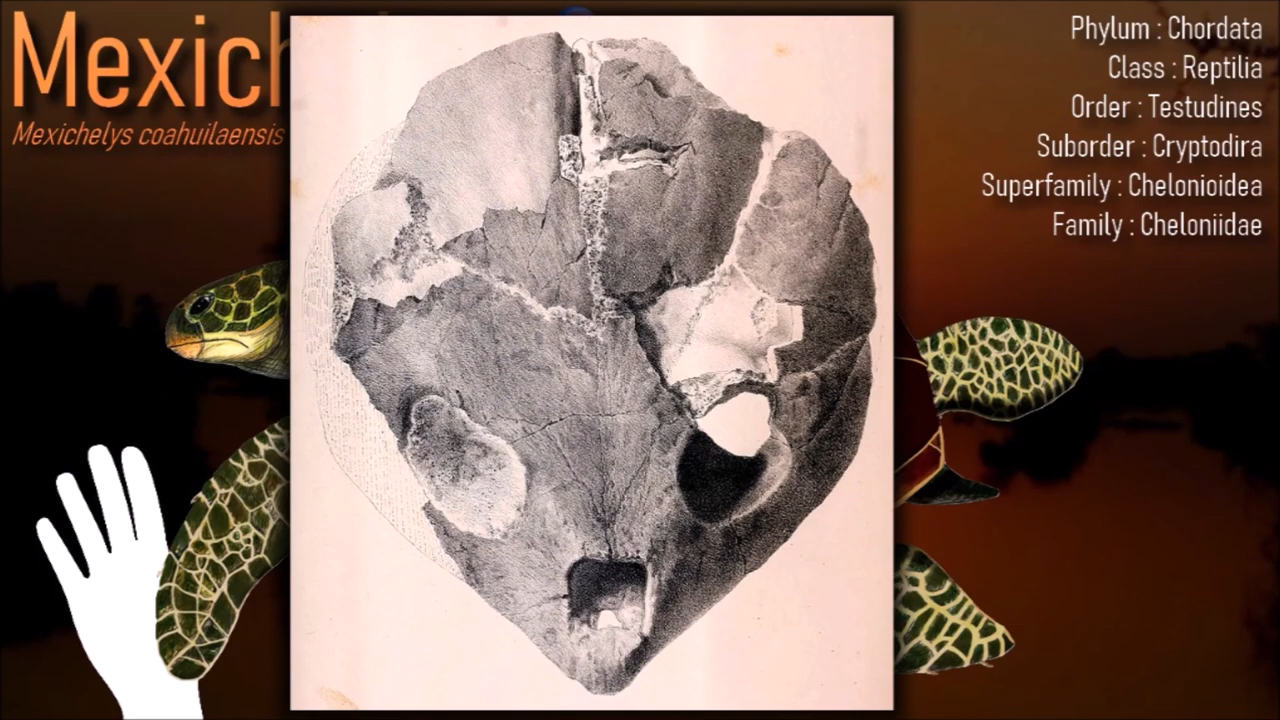 Mexich
Mexichelys coahuilaensis
Phylum : Chordata
Class : Reptilia
Order : Testudines
Suborder : Cryptodira
Superfamily : Chelonioidea
Family : Cheloniidae